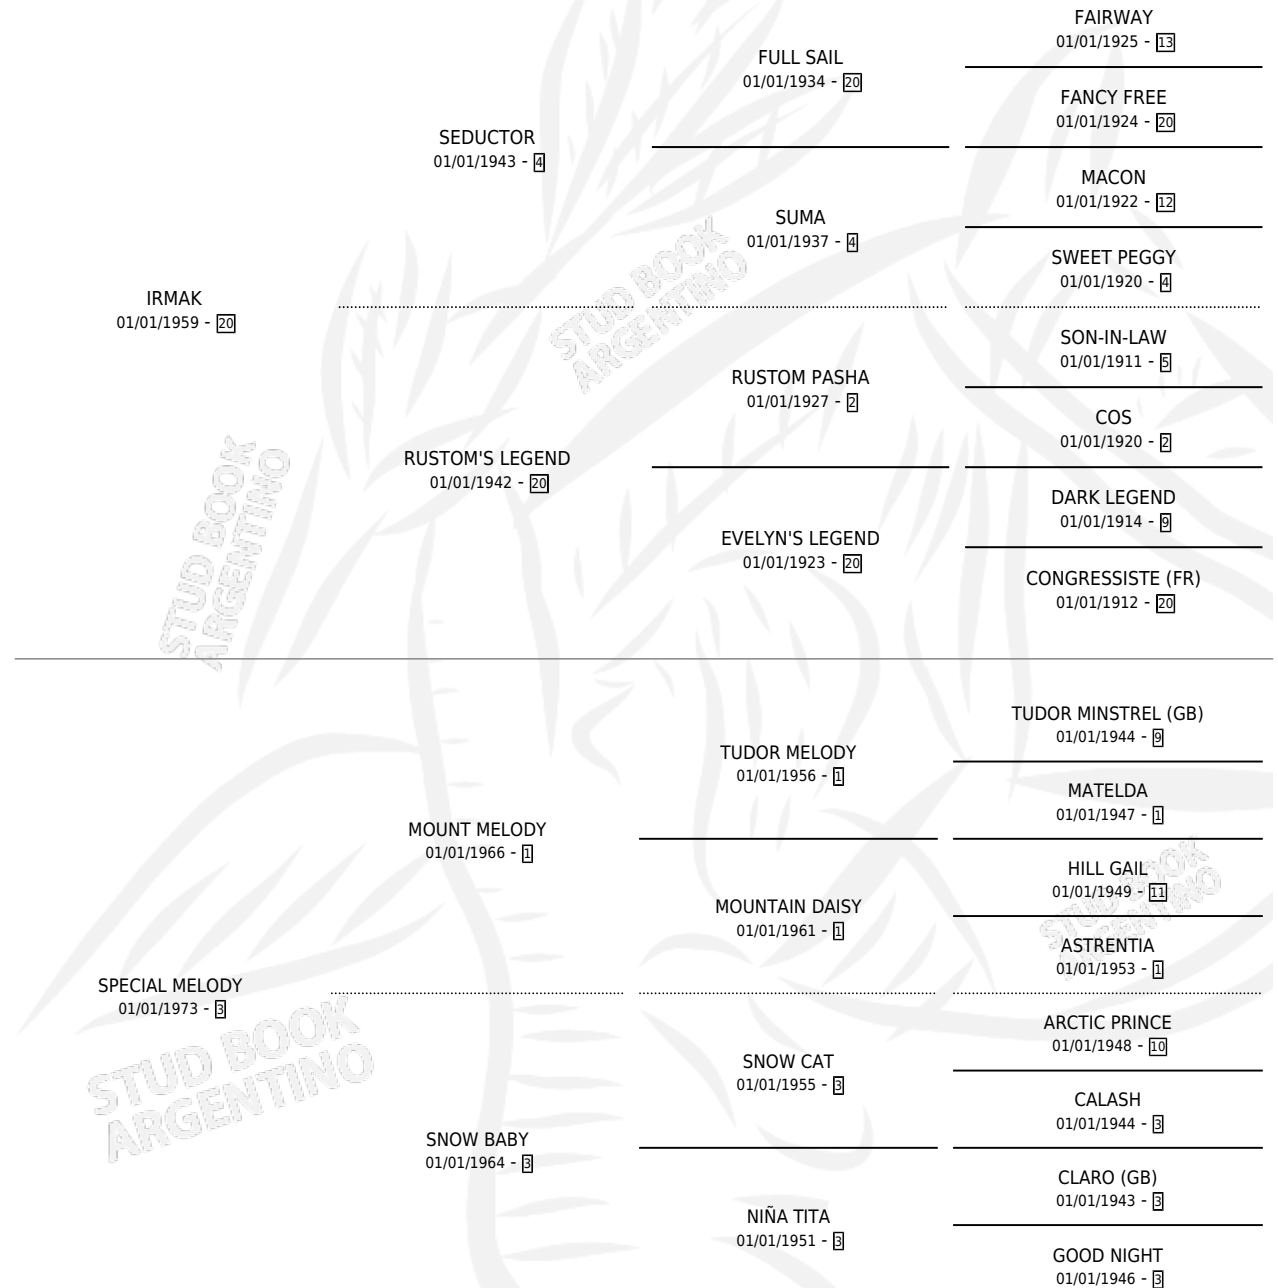 FAIRWAY
01/01/1925 - 13
FULL SAIL
01/01/1934 - 20
FANCY FREE
01/01/1924 - 20
SEDUCTOR
01/01/1943 - 4
MACON
01/01/1922 - 12
SUMA
01/01/1937 - 4
SWEET PEGGY
01/01/1920 - 4
IRMAK
01/01/1959 - 20
SON-IN-LAW
01/01/1911 - 5
RUSTOM PASHA
01/01/1927 - 2
COS
01/01/1920 - 2
RUSTOM'S LEGEND
01/01/1942 - 20
DARK LEGEND
01/01/1914 - 9
EVELYN'S LEGEND
01/01/1923 - 20
CONGRESSISTE (FR)
01/01/1912 - 20
STUD BOOK
ARGENTINO
STUD BOOK
ARGENTINO
TUDOR MINSTREL (GB)
01/01/1944 - 9
TUDOR MELODY
01/01/1956 - 1
MATELDA
01/01/1947 - 1
MOUNT MELODY
01/01/1966 - 1
HILL GAIL
01/01/1949 - 11
MOUNTAIN DAISY
01/01/1961 - 1
ASTRENTIA
01/01/1953 - 1
SPECIAL MELODY
01/01/1973 - 3
ARCTIC PRINCE
01/01/1948 - 10
SNOW CAT
01/01/1955 - 3
CALASH
01/01/1944 - 3
SNOW BABY
01/01/1964 - 3
CLARO (GB)
01/01/1943 - 3
NIÑA TITA
01/01/1951 - 3
GOOD NIGHT
01/01/1946 - 3
STUD BOOK
ARGENTINO
STUD BOOK
ARGENTINO